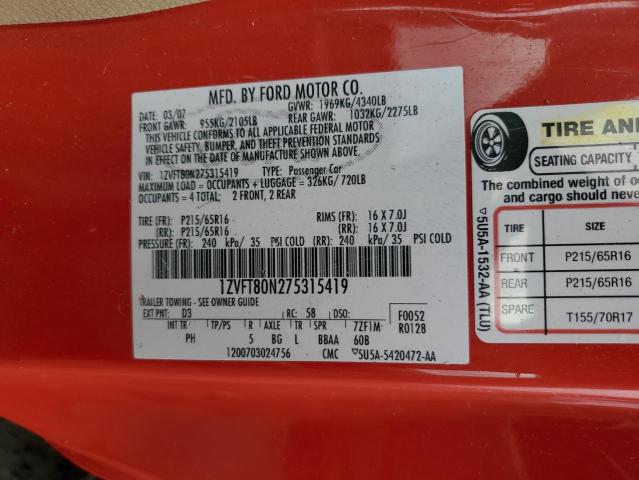 MFD. BY FORD MOTOR CO.
DATE: 03/07 GVWR: 1969KG/4340LB
FRONT GAWR: 955KG/2105LB REAR GAWR: 1032KG/2275LB
THIS VEHICLE CONFORMS TO ALL APPLICABLE FEDERAL MOTOR
VEHICLE SAFETY, BUMPER, AND THEFT PREVENTION STANDARDS
IN EFFECT ON THE DATE OF MANUFACTURE SHOWN ABOVE.
VIN: 1ZVFT80N275315419 TYPE: Passenger Car
MAXIMUM LOAD = OCCUPANTS + LUGGAGE = 326KG/720LB
OCCUPANTS = 4 TOTAL; 2 FRONT, 2 REAR
TIRE (FR): P215/65R16 RIMS (FR): 16 X 7.0J
(RR): P215/65R16 (RR): 16 X 7.0J
PRESSURE (FR): 240 kPa/ 35 PSI COLD (RR): 240 kPa/ 35 PSI COLD
1ZVFT80N275315419
TRAILER TOWING - SEE OWNER GUIDE
EXT PNT: D3 RC: 58 DSO: F0052
INT TR TP/PS R AXLE TR SPR 7ZF1M R0128
PH 5 BG L BBAA 60B
1200703024756 CMC ▽5U5A-5420472-AA
TIRE AN
SEATING CAPACITY
The combined weight of o
and cargo should neve
TIRE SIZE
FRONT P215/65R16
REAR P215/65R16
SPARE T155/70R17
▽5U5A-1532-AA (TLU)